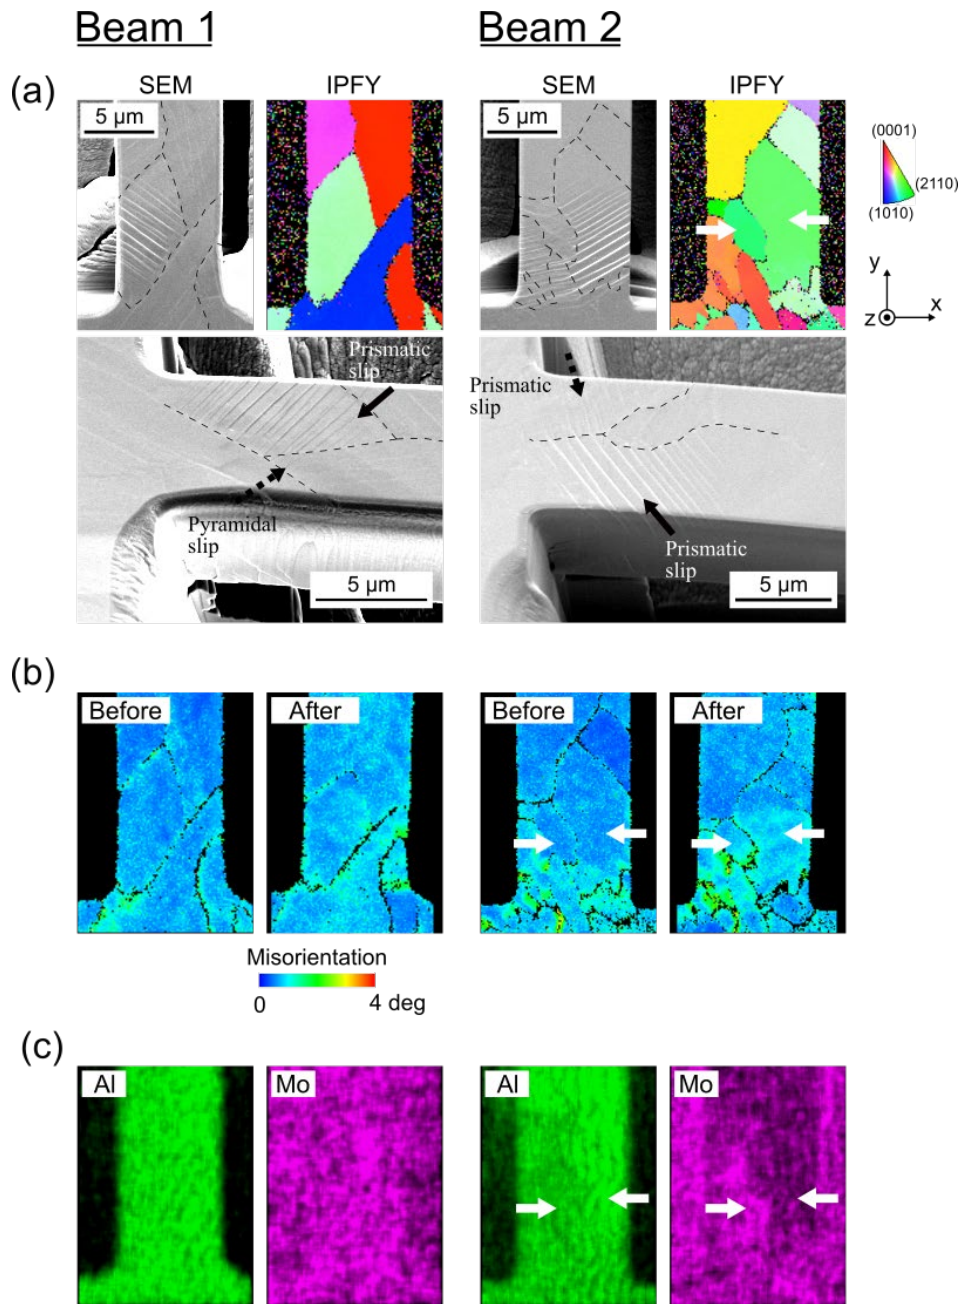 Beam 1
Beam 2
(a)
SEM
IPFY
SEM
IPFY
5 μm
5 μm
(0001)
(2110)
(1010)
y
x
z
Prismatic
slip
Pyramidal
slip
5 μm
Prismatic
slip
Prismatic
slip
5 μm
(b)
Before
After
Before
After
Misorientation
0
4 deg
(c)
Al
Mo
Al
Mo